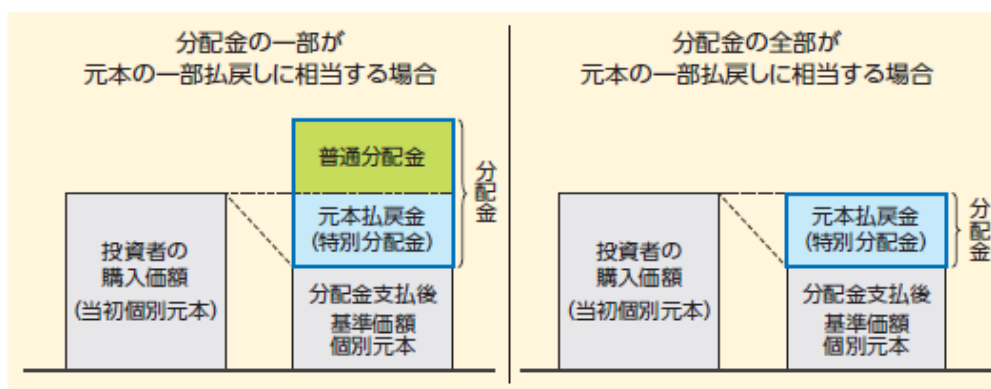 分配金の一部が
元本の一部払戻しに相当する場合
普通分配金
元本払戻金
(特別分配金)
分配金
投資者の
購入価額
(当初個別元本)
分配金支払後
基準価額
個別元本
分配金の全部が
元本の一部払戻しに相当する場合
元本払戻金
(特別分配金)
分配金
投資者の
購入価額
(当初個別元本)
分配金支払後
基準価額
個別元本